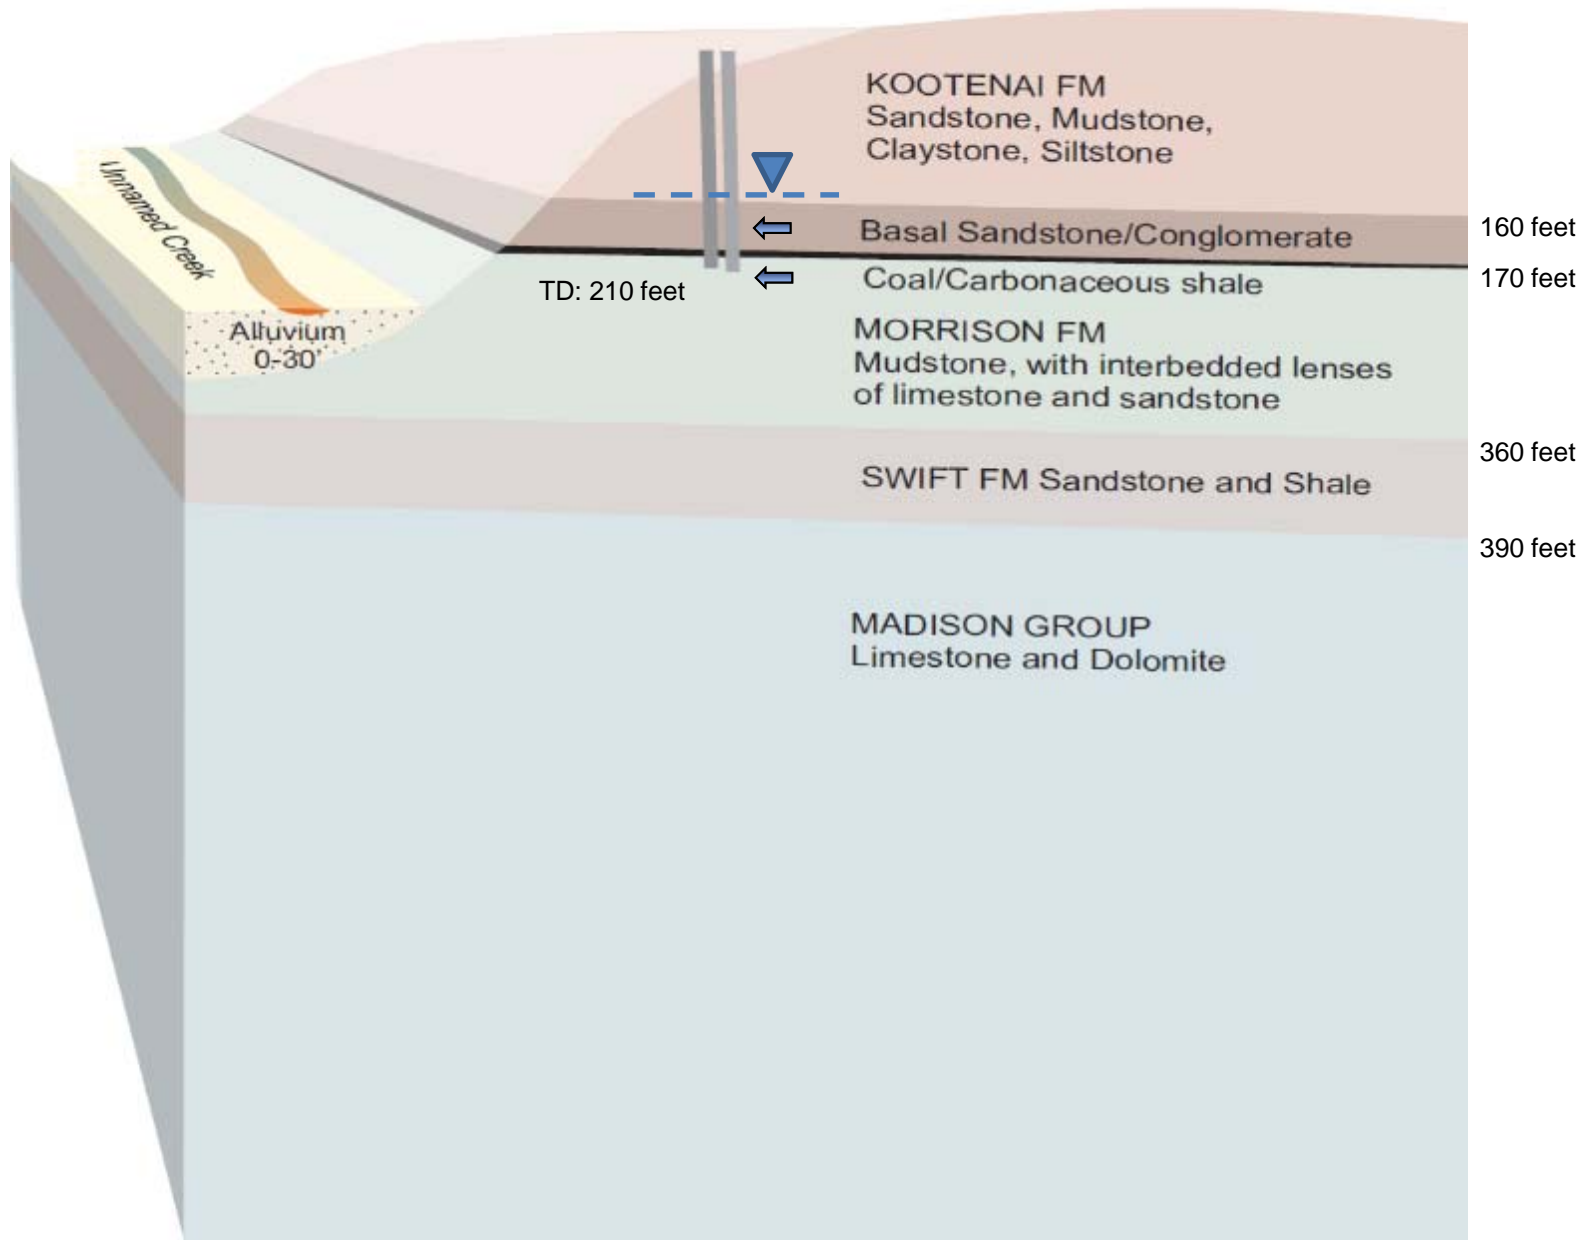 KOOTENAI FM
Sandstone, Mudstone,
Claystone, Siltstone
Unnamed Creek
Basal Sandstone/Conglomerate
160 feet
Coal/Carbonaceous shale
170 feet
TD: 210 feet
Alluvium
0-30'
MORRISON FM
Mudstone, with interbedded lenses
of limestone and sandstone
360 feet
SWIFT FM Sandstone and Shale
390 feet
MADISON GROUP
Limestone and Dolomite